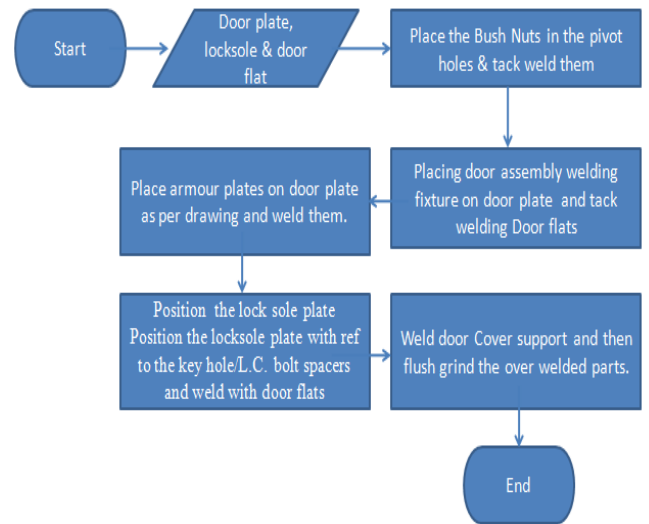 Start
Door plate,
locksole & door
flat
Place the Bush Nuts in the pivot
holes & tack weld them
Placing door assembly welding
fixture on door plate and tack
welding Door flats
Place armour plates on door plate
as per drawing and weld them.
Position the lock sole plate
Position the locksole plate with ref
to the key hole/L.C. bolt spacers
and weld with door flats
Weld door Cover support and then
flush grind the over welded parts.
End